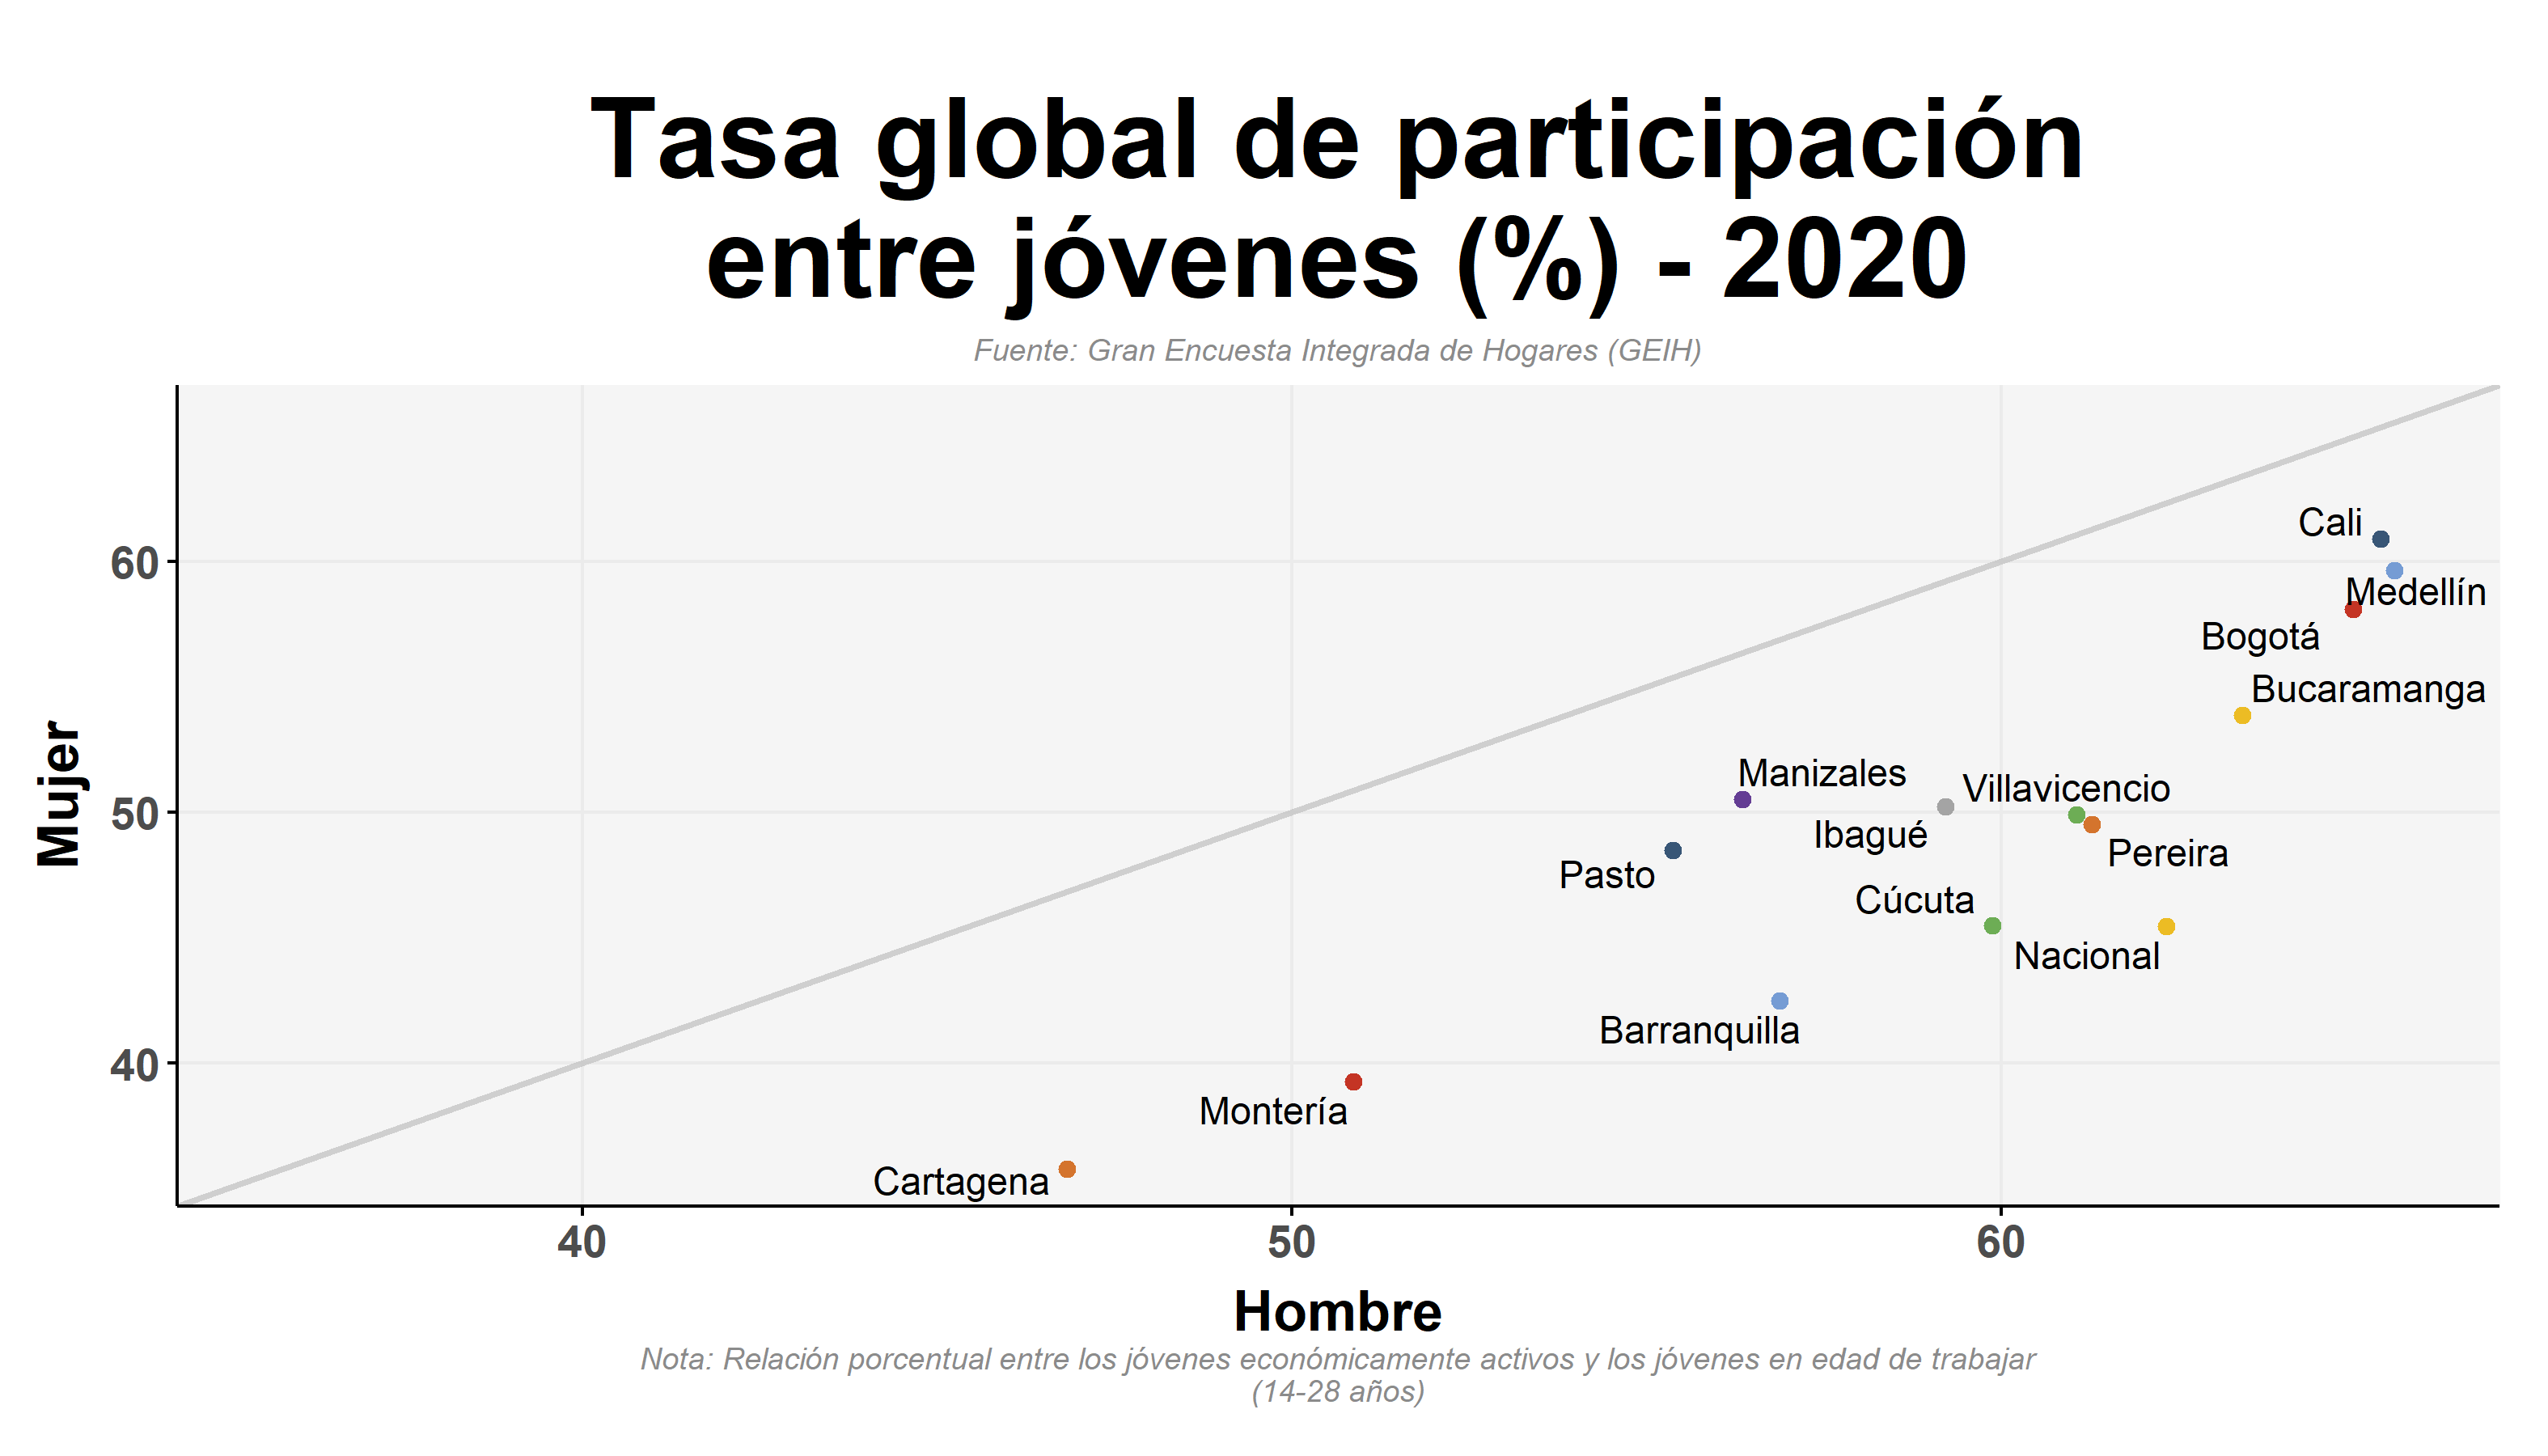 Tasa global de participación
entre jóvenes (%) - 2020
Fuente: Gran Encuesta Integrada de Hogares (GEIH)
Mujer
60
50
40
Cali
Medellín
Bogotá
Bucaramanga
Manizales
Villavicencio
Ibagué
Pereira
Pasto
Cúcuta
Nacional
Barranquilla
Montería
Cartagena
40
50
60
Hombre
Nota: Relación porcentual entre los jóvenes económicamente activos y los jóvenes en edad de trabajar
(14-28 años)